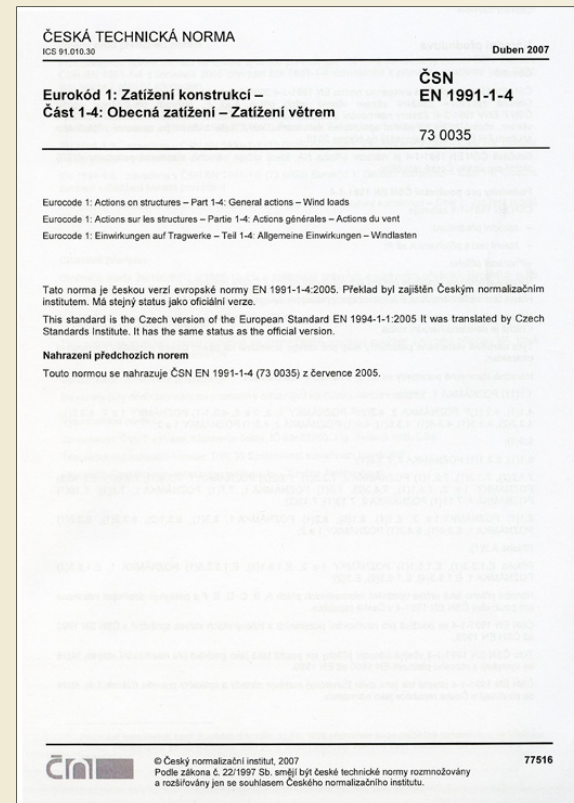 ČESKÁ TECHNICKÁ NORMA
ICS 91.010.30
Duben 2007
Eurokód 1: Zatížení konstrukcí –
Část 1-4: Obecná zatížení – Zatížení větrem
ČSN
EN 1991-1-4
73 0035
Eurocode 1: Actions on structures – Part 1-4: General actions – Wind loads
Eurocode 1: Actions sur les structures – Partie 1-4: Actions générales – Actions du vent
Eurocode 1: Einwirkungen auf Tragwerke – Teil 1-4: Allgemeine Einwirkungen – Windlasten
Tato norma je českou verzí evropské normy EN 1991-1-4:2005. Překlad byl zajištěn Českým normalizačním
institutem. Má stejný status jako oficiální verze.
This standard is the Czech version of the European Standard EN 1994-1-1:2005 It was translated by Czech
Standards Institute. It has the same status as the official version.
Nahrazení předchozích norem
Touto normou se nahrazuje ČSN EN 1991-1-4 (73 0035) z července 2005.
čni
© Český normalizační institut, 2007
Podle zákona č. 22/1997 Sb. smějí být české technické normy rozmnožovány
a rozšiřovány jen se souhlasem Českého normalizačního institutu.
77516